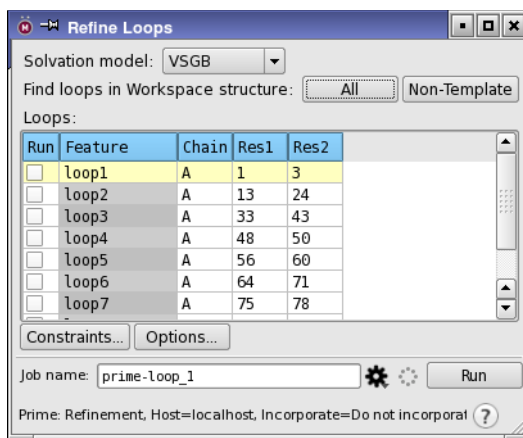 Refine Loops
Solvation model: VSGB
Find loops in Workspace structure: All Non-Template
Loops:
Run Feature Chain Res1 Res2
loop1 A 1 3
loop2 A 13 24
loop3 A 33 43
loop4 A 48 50
loop5 A 56 60
loop6 A 64 71
loop7 A 75 78
Constraints... Options...
Job name: prime-loop_1 Run
Prime: Refinement, Host=localhost, Incorporate=Do not incorporat ?